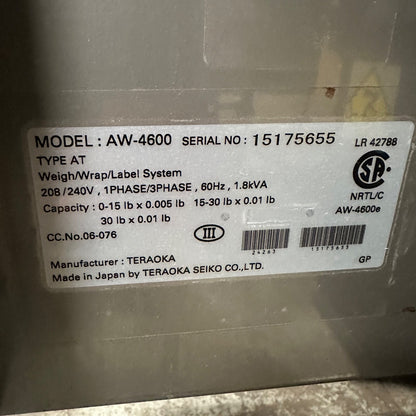 MODEL : AW-4600 SERIAL NO : 15175655 LR 42788
TYPE AT
Weigh/Wrap/Label System
208/240V , 1PHASE/3PHASE , 60Hz , 1.8kVA
NRTL/C
Capacity : 0-15 lb x 0.005 lb 15-30 lb x 0.01 lb
AW-4600e
30 lb x 0.01 lb
CC.No.06-076
III
24263 15175655
Manufacturer : TERAOKA
Made in Japan by TERAOKA SEIKO CO.,LTD.
GP